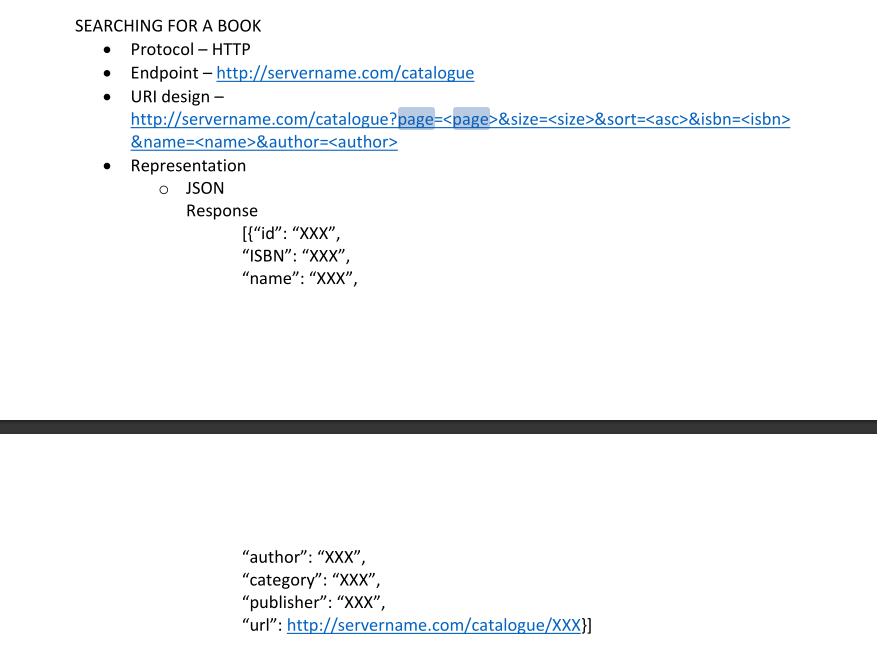 SEARCHING FOR A BOOK
• Protocol – HTTP
• Endpoint – http://servername.com/catalogue
• URI design –
http://servername.com/catalogue?page=<page>&size=<size>&sort=<asc>&isbn=<isbn>
&name=<name>&author=<author>
• Representation
o JSON
Response
[{“id”: “XXX”,
“ISBN”: “XXX”,
“name”: “XXX”,
“author”: “XXX”,
“category”: “XXX”,
“publisher”: “XXX”,
“url”: http://servername.com/catalogue/XXX}]